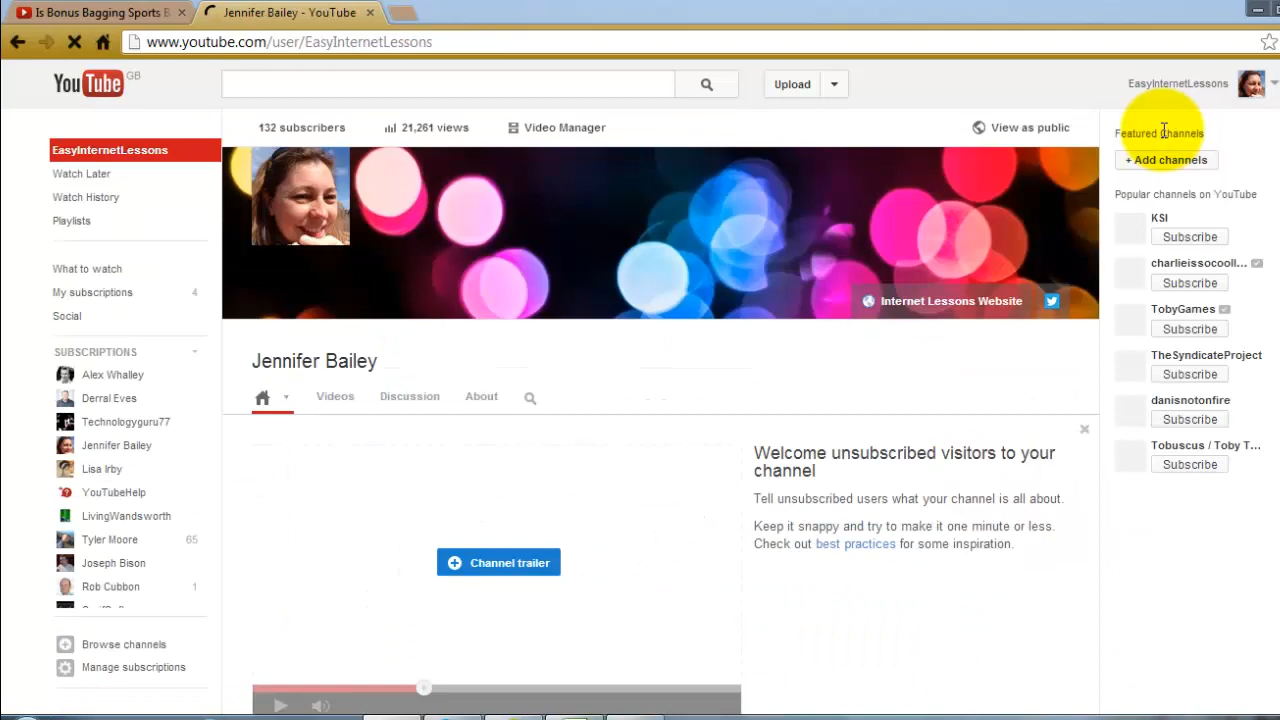 Is Bonus Bagging Sports B
Jennifer Bailey - YouTube
www.youtube.com/user/EasyInternetLessons
YouTube GB
Upload
EasyInternetLessons
132 subscribers
21,261 views
Video Manager
View as public
EasyInternetLessons
Watch Later
Watch History
Playlists
What to watch
My subscriptions 4
Social
SUBSCRIPTIONS
Alex Whalley
Derral Eves
Technologyguru77
Jennifer Bailey
Lisa Irby
YouTubeHelp
LivingWandsworth
Tyler Moore 65
Joseph Bison
Rob Cubbon 1
Browse channels
Manage subscriptions
Internet Lessons Website
Jennifer Bailey
Videos
Discussion
About
Channel trailer
Welcome unsubscribed visitors to your
channel
Tell unsubscribed users what your channel is all about.
Keep it snappy and try to make it one minute or less.
Check out best practices for some inspiration.
Featured channels
+ Add channels
Popular channels on YouTube
KSI
Subscribe
charlieissocooll...
Subscribe
TobyGames
Subscribe
TheSyndicateProject
Subscribe
danisnotonfire
Subscribe
Tobuscus / Toby T...
Subscribe